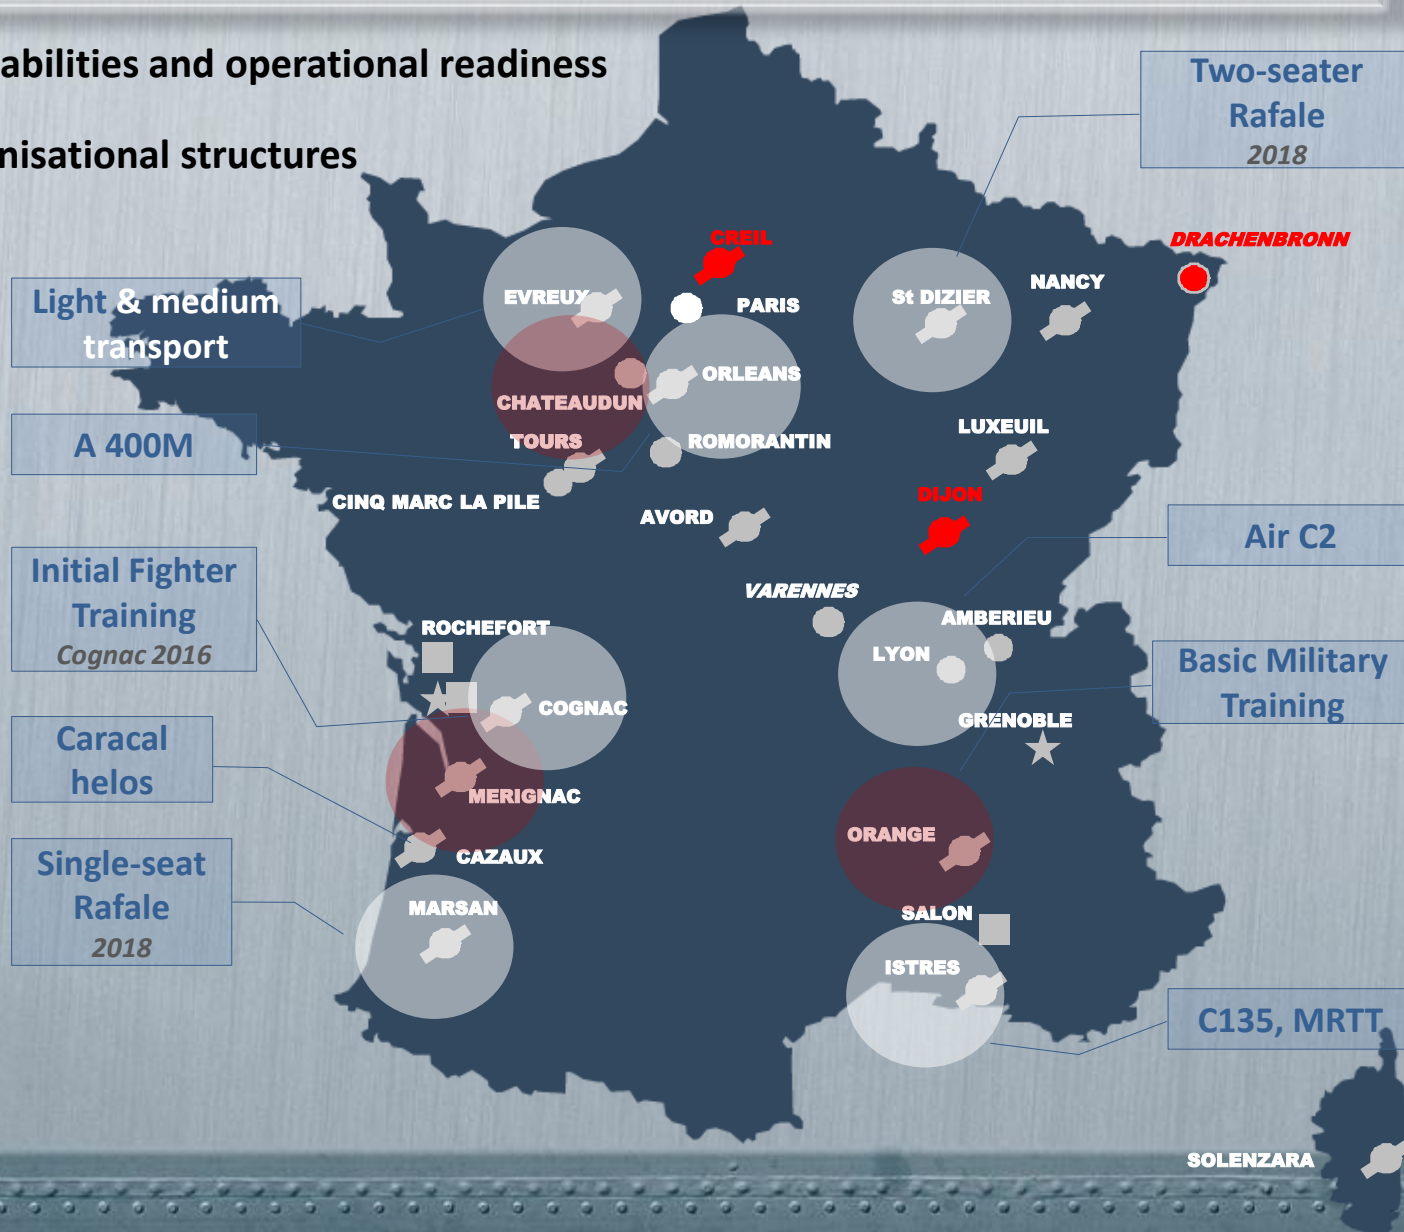 abilities and operational readiness
nisational structures
Two-seater
Rafale
2018
CREIL
DRACHENBRONN
Light & medium
transport
EVREUX
PARIS
St DIZIER
NANCY
ORLEANS
CHATEAUDUN
A 400M
TOURS
ROMORANTIN
LUXEUIL
CINQ MARC LA PILE
AVORD
DIJON
Air C2
Initial Fighter
Training
Cognac 2016
VARENNES
ROCHEFORT
AMBERIEU
LYON
Basic Military
Training
COGNAC
GRENOBLE
Caracal
helos
MERIGNAC
ORANGE
CAZAUX
Single-seat
Rafale
2018
MARSAN
SALON
ISTRES
C135, MRTT
SOLENZARA